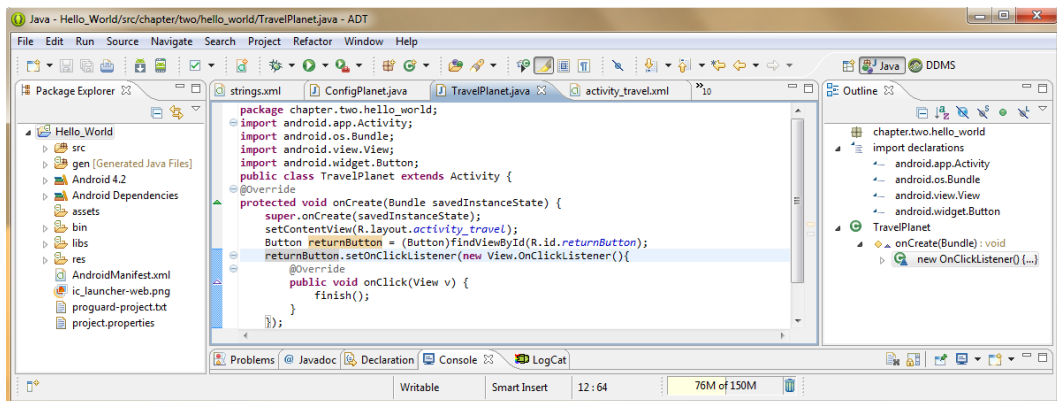 Java - Hello_World/src/chapter/two/hello_world/TravelPlanet.java - ADT
File Edit Run Source Navigate Search Project Refactor Window Help
Java DDMS
Package Explorer
strings.xml ConfigPlanet.java TravelPlanet.java activity_travel.xml »10
Outline
Hello_World
src
gen [Generated Java Files]
Android 4.2
Android Dependencies
assets
bin
libs
res
AndroidManifest.xml
ic_launcher-web.png
proguard-project.txt
project.properties
package chapter.two.hello_world;
import android.app.Activity;
import android.os.Bundle;
import android.view.View;
import android.widget.Button;
public class TravelPlanet extends Activity {
@Override
protected void onCreate(Bundle savedInstanceState) {
super.onCreate(savedInstanceState);
setContentView(R.layout.activity_travel);
Button returnButton = (Button)findViewById(R.id.returnButton);
returnButton.setOnClickListener(new View.OnClickListener(){
@Override
public void onClick(View v) {
finish();
}
});
chapter.two.hello_world
import declarations
android.app.Activity
android.os.Bundle
android.view.View
android.widget.Button
TravelPlanet
onCreate(Bundle) : void
new OnClickListener() {...}
Problems @ Javadoc Declaration Console LogCat
Writable Smart Insert 12 : 64 76M of 150M